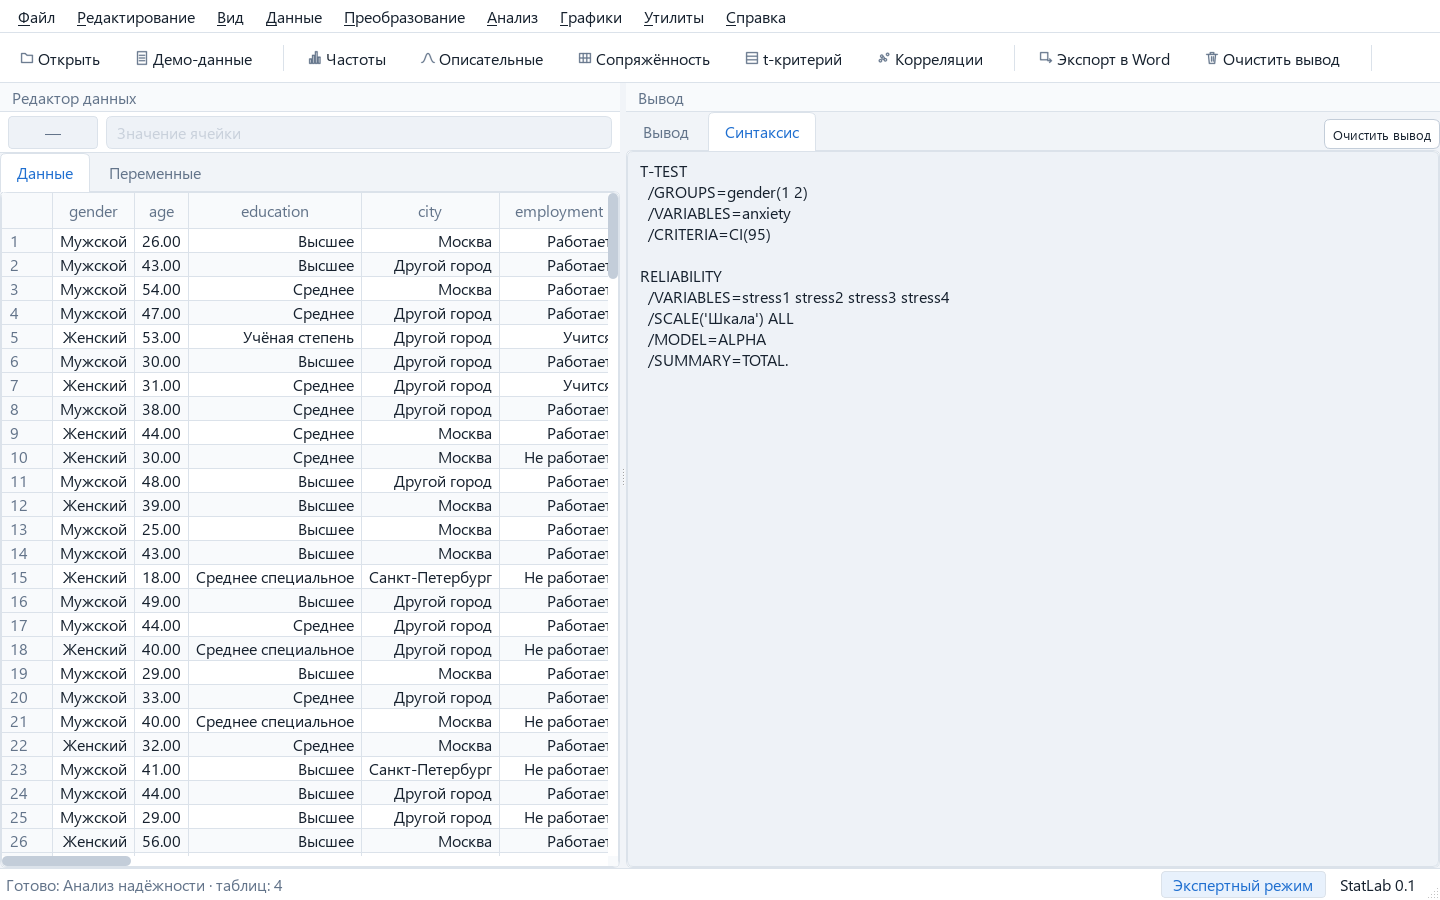 Файл Редактирование Вид Данные Преобразование Анализ Графики Утилиты Справка
Открыть Демо-данные Частоты Описательные Сопряжённость t-критерий Корреляции Экспорт в Word Очистить вывод
Редактор данных
— Значение ячейки
Данные Переменные
gender age education city employment
1 Мужской 26.00 Высшее Москва Работает
2 Мужской 43.00 Высшее Другой город Работает
3 Мужской 54.00 Среднее Москва Работает
4 Мужской 47.00 Среднее Другой город Работает
5 Женский 53.00 Учёная степень Другой город Учится
6 Мужской 30.00 Высшее Другой город Работает
7 Женский 31.00 Среднее Другой город Учится
8 Мужской 38.00 Среднее Другой город Работает
9 Женский 44.00 Среднее Москва Работает
10 Женский 30.00 Среднее Москва Не работает
11 Мужской 48.00 Высшее Другой город Работает
12 Женский 39.00 Высшее Москва Работает
13 Мужской 25.00 Высшее Москва Работает
14 Мужской 43.00 Высшее Москва Работает
15 Женский 18.00 Среднее специальное Санкт-Петербург Не работает
16 Мужской 49.00 Высшее Другой город Работает
17 Мужской 44.00 Среднее Другой город Работает
18 Женский 40.00 Среднее специальное Другой город Не работает
19 Мужской 29.00 Высшее Москва Работает
20 Мужской 33.00 Среднее Другой город Работает
21 Мужской 40.00 Среднее специальное Москва Не работает
22 Женский 32.00 Среднее Москва Работает
23 Мужской 41.00 Высшее Санкт-Петербург Не работает
24 Мужской 44.00 Высшее Другой город Работает
25 Мужской 29.00 Высшее Другой город Не работает
26 Женский 56.00 Высшее Москва Работает
Вывод
Вывод Синтаксис Очистить вывод
T-TEST
/GROUPS=gender(1 2)
/VARIABLES=anxiety
/CRITERIA=CI(95)
RELIABILITY
/VARIABLES=stress1 stress2 stress3 stress4
/SCALE('Шкала') ALL
/MODEL=ALPHA
/SUMMARY=TOTAL.
Готово: Анализ надёжности · таблиц: 4 Экспертный режим StatLab 0.1